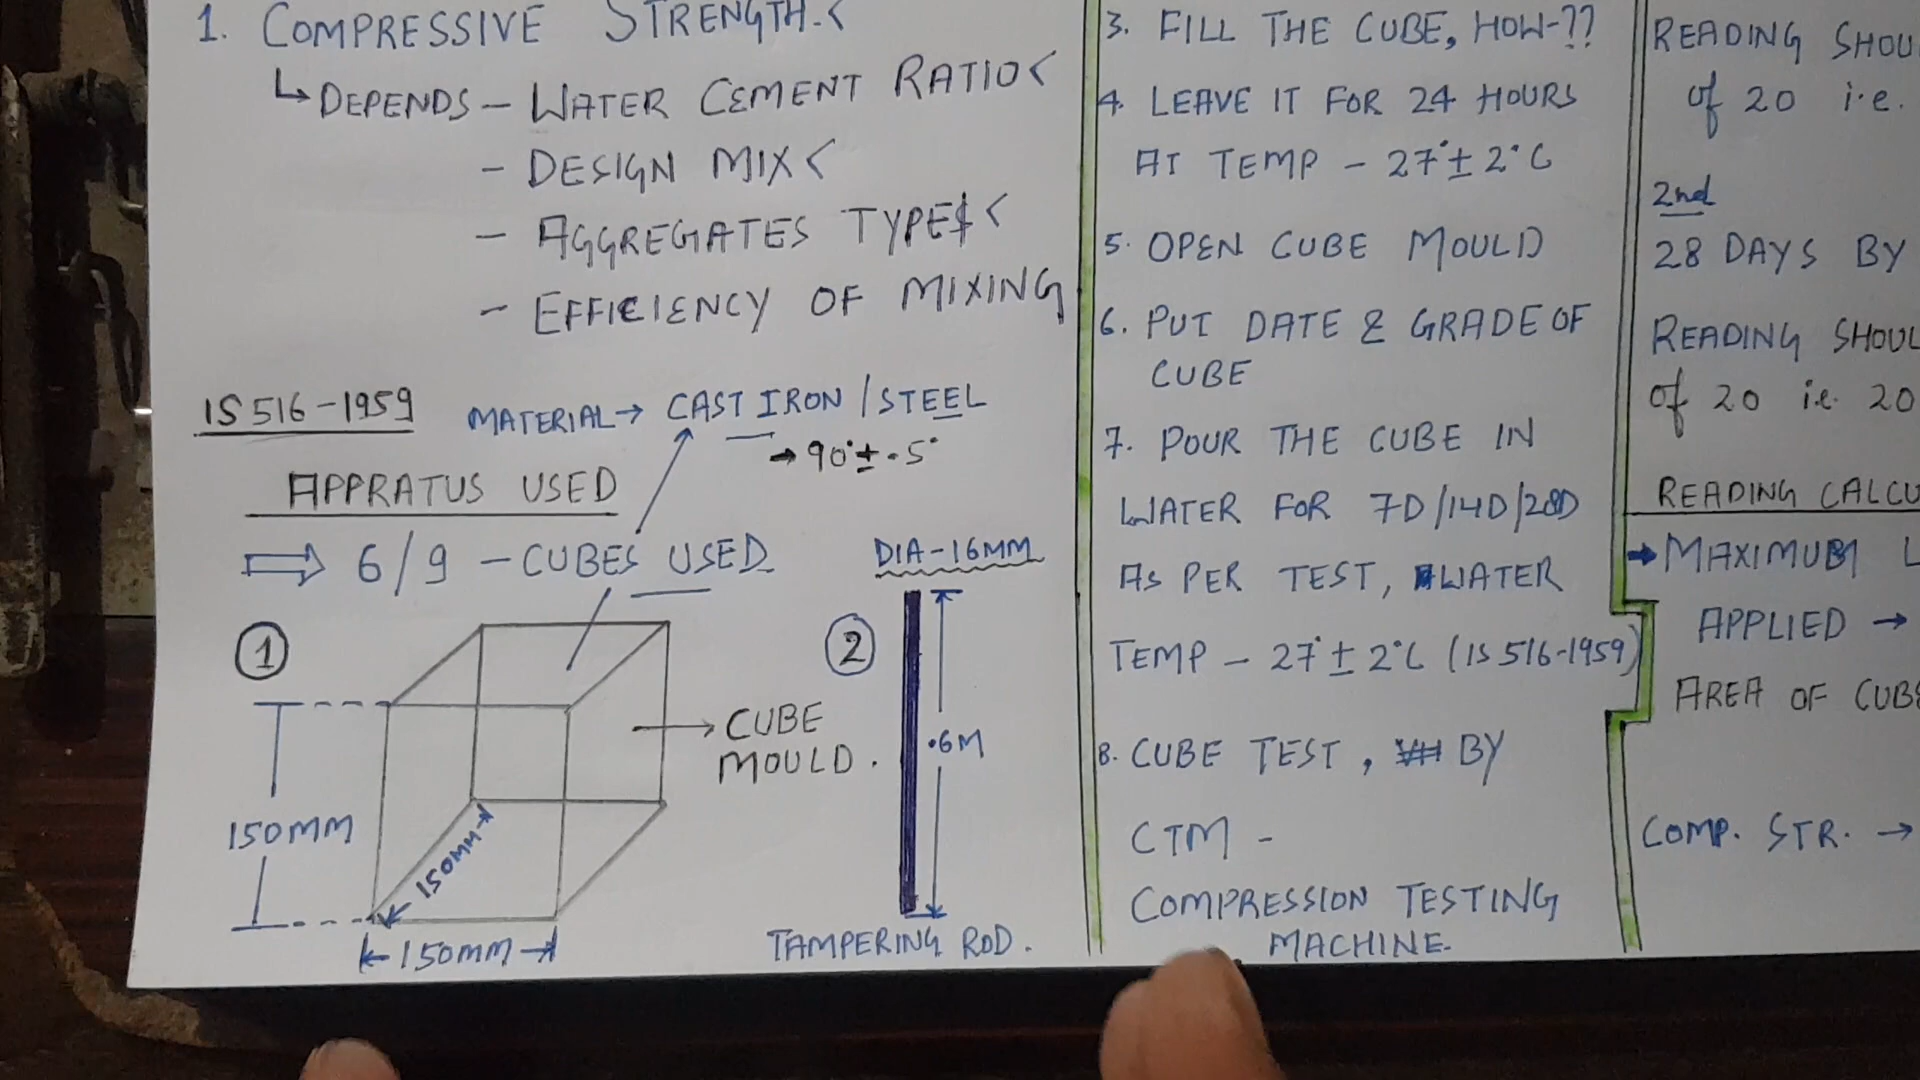 1. COMPRESSIVE STRENGTH.<
↳ DEPENDS – WATER CEMENT RATIO<
– DESIGN MIX<
– AGGREGATES TYPES<
– EFFICIENCY OF MIXING
IS 516-1959
MATERIAL → CAST IRON / STEEL
→ 90°± .5°
APPRATUS USED
⇒ 6/9 – CUBES USED
1
150MM
150MM
150MM
CUBE
MOULD.
2
DIA-16MM
.6M
TAMPERING ROD.
3. FILL THE CUBE, HOW-??
4. LEAVE IT FOR 24 HOURS
AT TEMP – 27°± 2°C
5. OPEN CUBE MOULD
6. PUT DATE & GRADE OF
CUBE
7. POUR THE CUBE IN
WATER FOR 7D/14D/28D
AS PER TEST, WATER
TEMP – 27°± 2°C (IS 516-1959)
8. CUBE TEST, BY
CTM -
COMPRESSION TESTING
MACHINE.
READING SHOU
of 20 i.e.
2nd
28 DAYS BY
READING SHOUL
of 20 i.e. 20
READING CALCU
→ MAXIMUM L
APPLIED →
AREA OF CUBE
COMP. STR. →